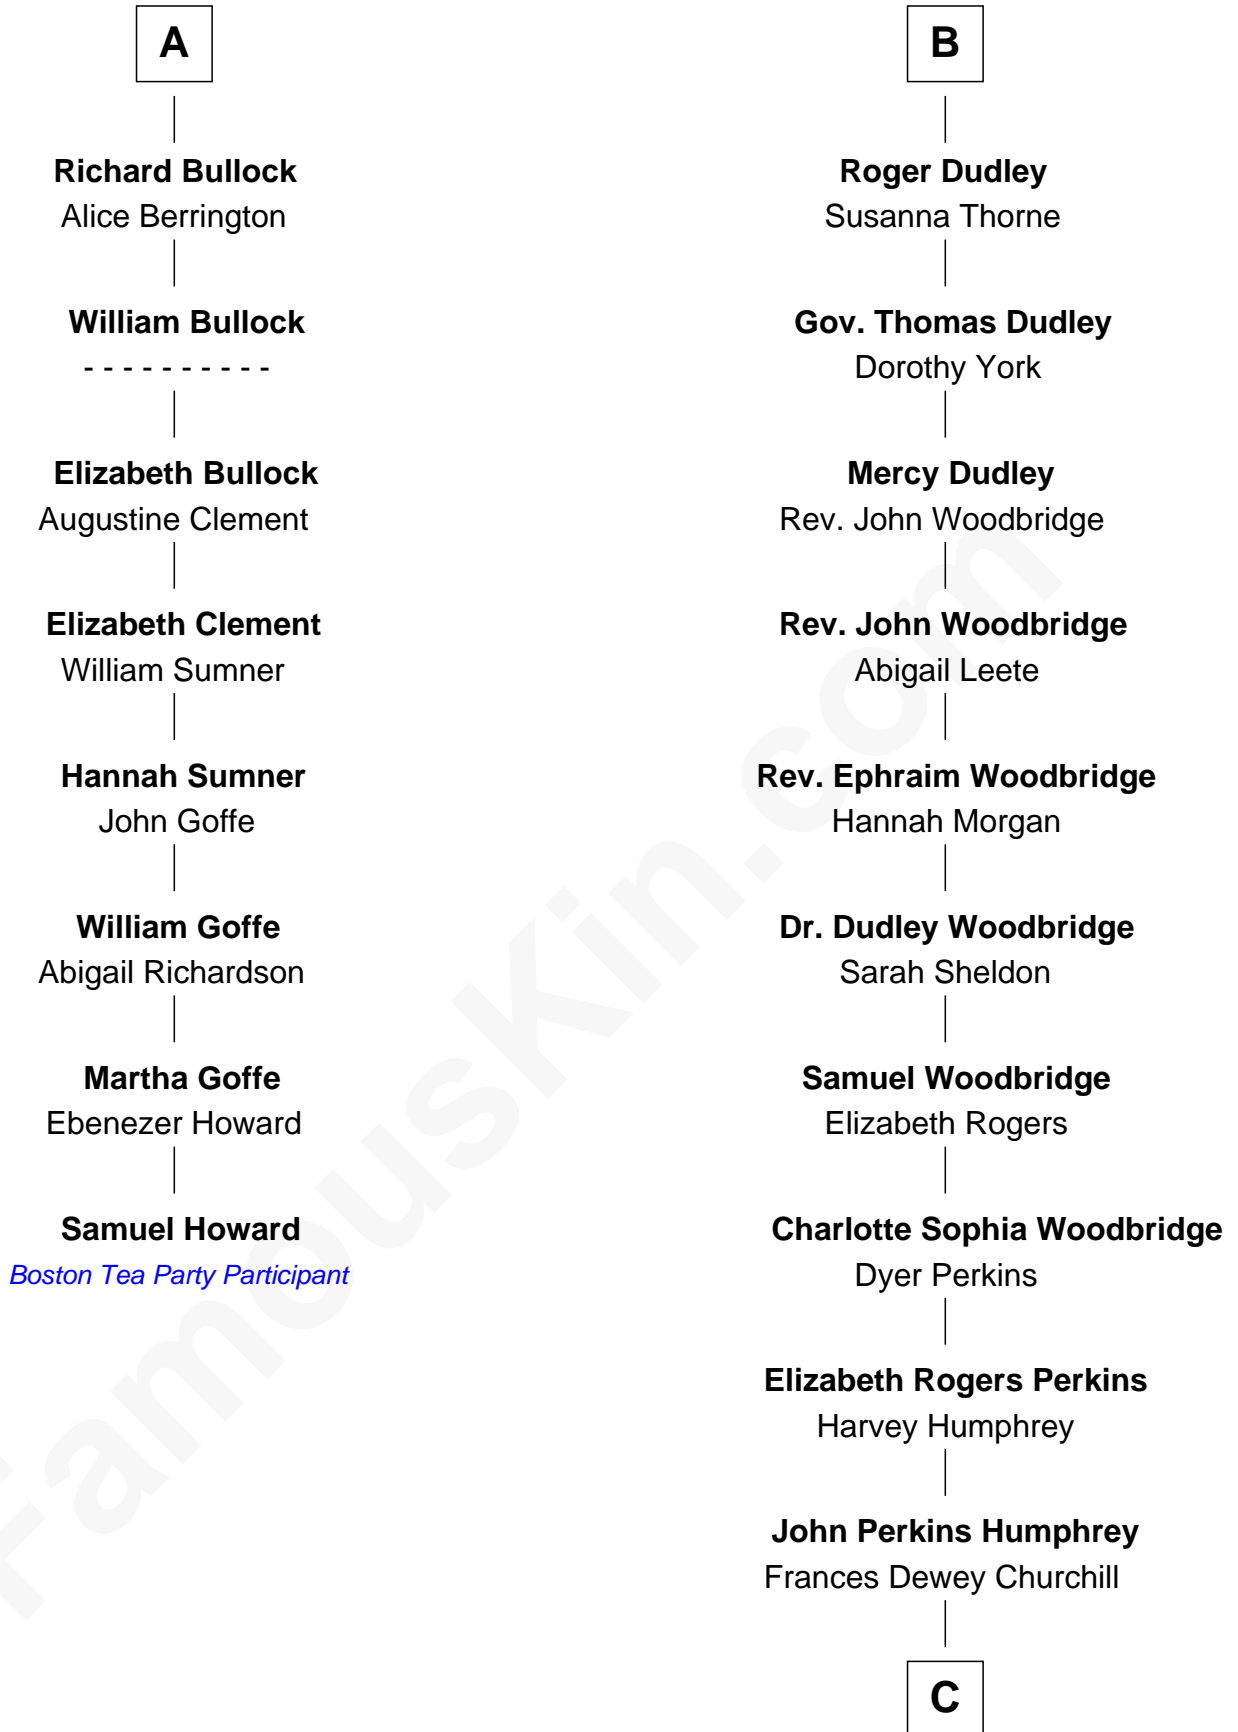 A
Richard Bullock
Alice Berrington
William Bullock
- - - - - - - - - -
Elizabeth Bullock
Augustine Clement
Elizabeth Clement
William Sumner
Hannah Sumner
John Goffe
William Goffe
Abigail Richardson
Martha Goffe
Ebenezer Howard
Samuel Howard
Boston Tea Party Participant
B
Roger Dudley
Susanna Thorne
Gov. Thomas Dudley
Dorothy York
Mercy Dudley
Rev. John Woodbridge
Rev. John Woodbridge
Abigail Leete
Rev. Ephraim Woodbridge
Hannah Morgan
Dr. Dudley Woodbridge
Sarah Sheldon
Samuel Woodbridge
Elizabeth Rogers
Charlotte Sophia Woodbridge
Dyer Perkins
Elizabeth Rogers Perkins
Harvey Humphrey
John Perkins Humphrey
Frances Dewey Churchill
C
FamousKin.com